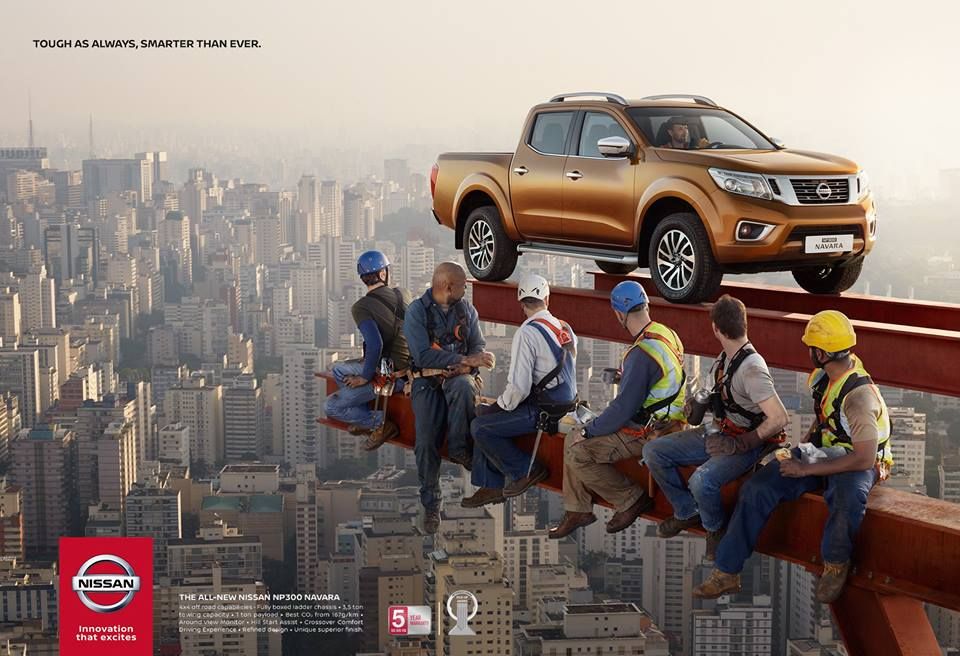 TOUGH AS ALWAYS, SMARTER THAN EVER.
NAVARA
NISSAN
Innovation
that excites
THE ALL-NEW NISSAN NP300 NAVARA
4x4 off road capabilities • Fully boxed ladder chassis • 3,5 ton
towing capacity • 1 ton payload • Best CO₂ from 167g/km •
Around View Monitor • Hill Start Assist • Crossover Comfort
Driving Experience • Refined design • Unique superior finish.
5 YEAR
WARRANTY